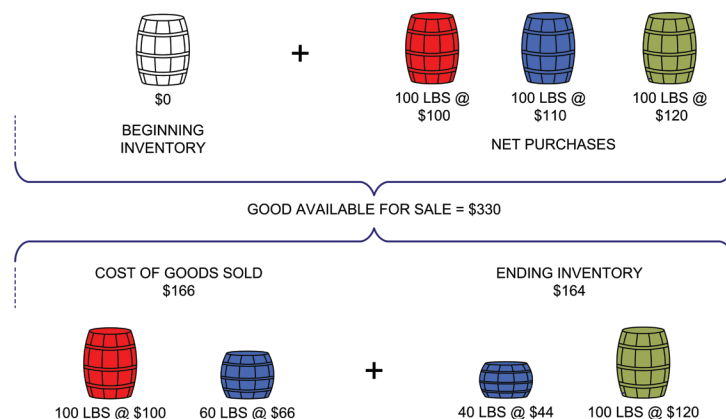 +
$0
100 LBS @
$100
100 LBS @
$110
100 LBS @
$120
BEGINNING
INVENTORY
NET PURCHASES
GOOD AVAILABLE FOR SALE = $330
COST OF GOODS SOLD
$166
ENDING INVENTORY
$164
+
100 LBS @ $100
60 LBS @ $66
40 LBS @ $44
100 LBS @ $120